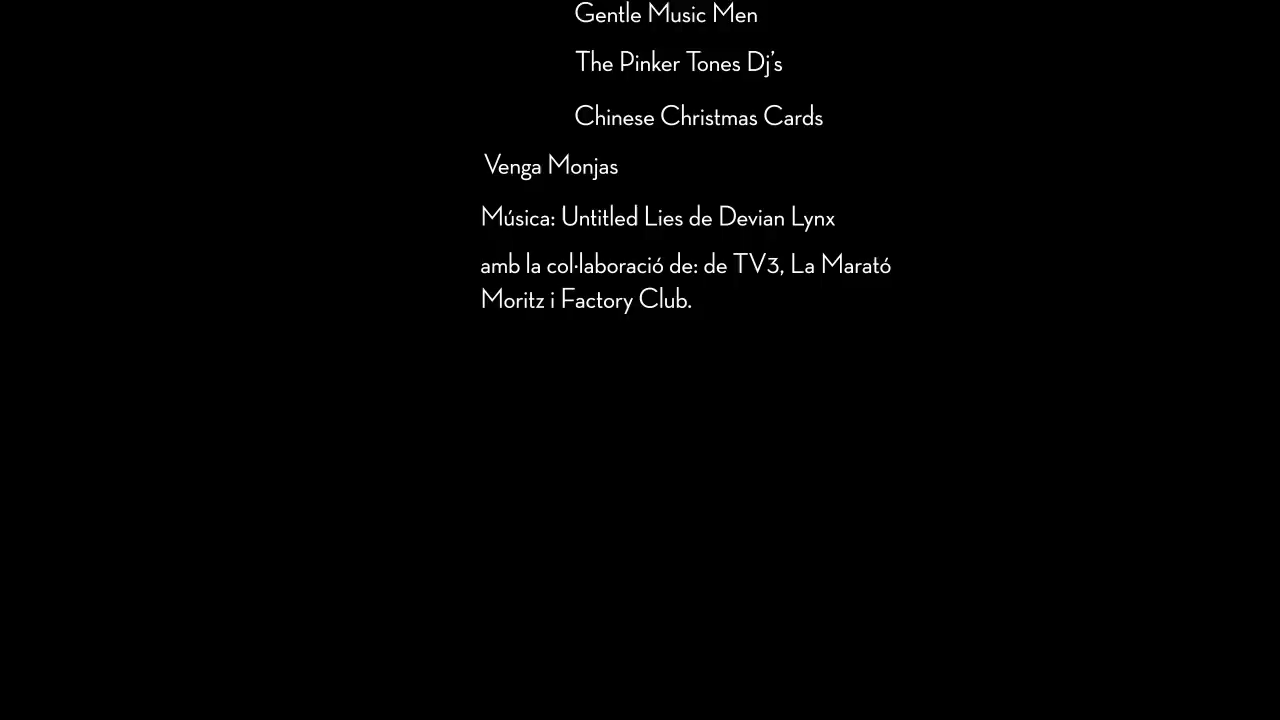 Gentle Music Men
The Pinker Tones Dj's
Chinese Christmas Cards
Venga Monjas
Música: Untitled Lies de Devian Lynx
amb la col·laboració de: de TV3, La Marató
Moritz i Factory Club.